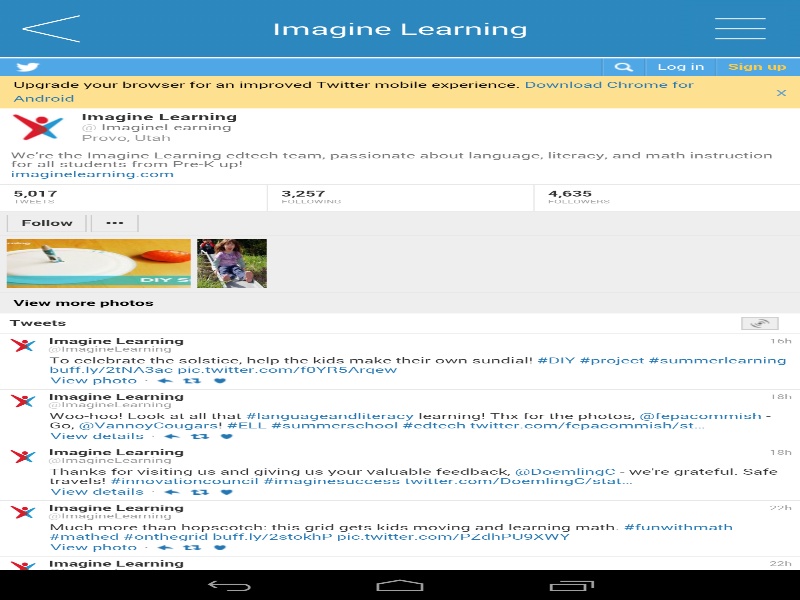 Imagine Learning
Log in
Sign up
Upgrade your browser for an improved Twitter mobile experience. Download Chrome for
Android
×
Imagine Learning
@ImagineLearning
Provo, Utah
We're the Imagine Learning edtech team, passionate about language, literacy, and math instruction
for all students from Pre-K up!
imaginelearning.com
5,017
TWEETS
3,257
FOLLOWING
4,635
FOLLOWERS
Follow
DIY S
View more photos
Tweets
Imagine Learning 16h
@ImagineLearning
To celebrate the solstice, help the kids make their own sundial! #DIY #project #summerlearning
buff.ly/2tNA3ac pic.twitter.com/f0YR5Arqew
View photo ·
Imagine Learning 18h
@ImagineLearning
Woo-hoo! Look at all that #languageandliteracy learning! Thx for the photos, @fepacommish -
Go, @VannoyCougars! #ELL #summerschool #edtech twitter.com/fepacommish/st...
View details ·
Imagine Learning 18h
@ImagineLearning
Thanks for visiting us and giving us your valuable feedback, @DoemlingC - we're grateful. Safe
travels! #innovationcouncil #imaginesuccess twitter.com/DoemlingC/stat...
View details ·
Imagine Learning 22h
@ImagineLearning
Much more than hopscotch: this grid gets kids moving and learning math. #funwithmath
#mathed #onthegrid buff.ly/2stokhP pic.twitter.com/PZdhPU9XWY
View photo ·
Imagine Learning 22h